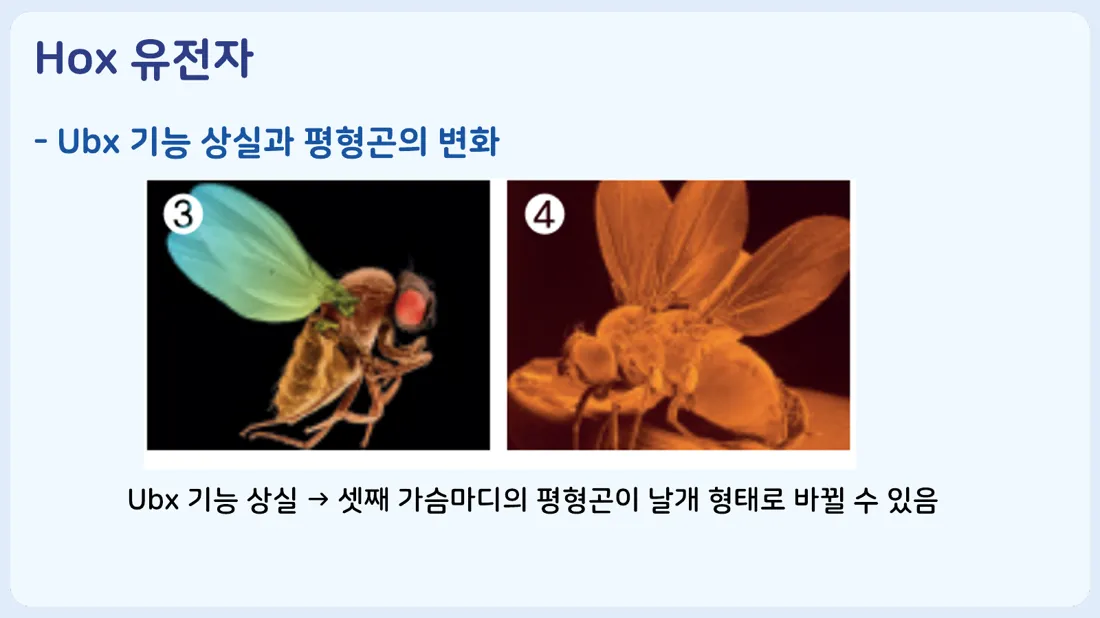 Hox 유전자
- Ubx 기능 상실과 평형곤의 변화
3
4
Ubx 기능 상실 → 셋째 가슴마디의 평형곤이 날개 형태로 바뀔 수 있음